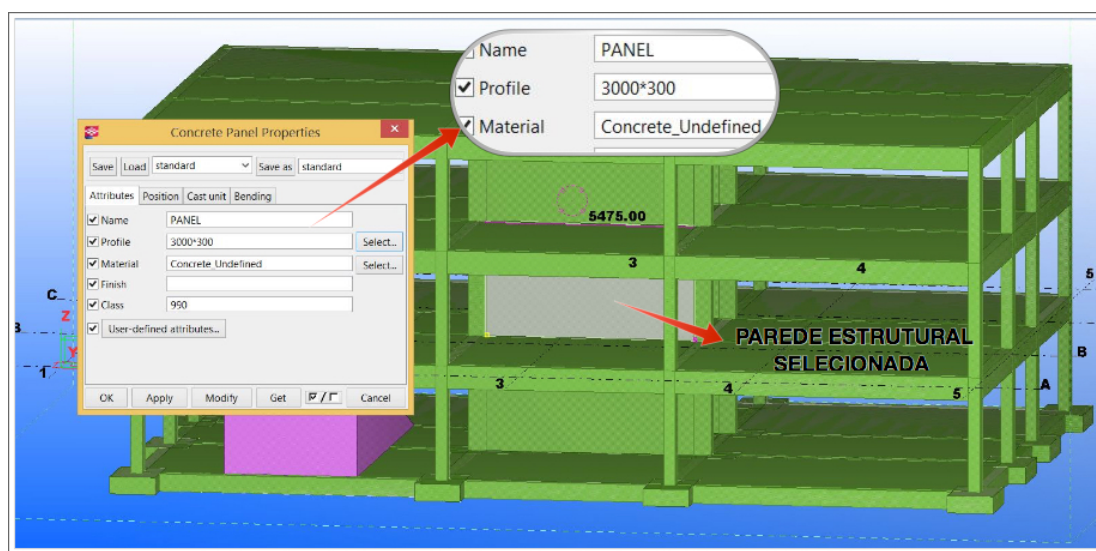 Name
PANEL
Profile
3000*300
Material
Concrete_Undefined
Concrete Panel Properties
Save
Load
standard
Save as
standard
Attributes
Position
Cast unit
Bending
Name
PANEL
Profile
3000*300
Select...
Material
Concrete_Undefined
Select...
Finish
Class
990
User-defined attributes...
OK
Apply
Modify
Get
Cancel
5475.00
3
4
5
C
Z
B
Y
1
PAREDE ESTRUTURAL
SELECIONADA
B
3
4
5
A